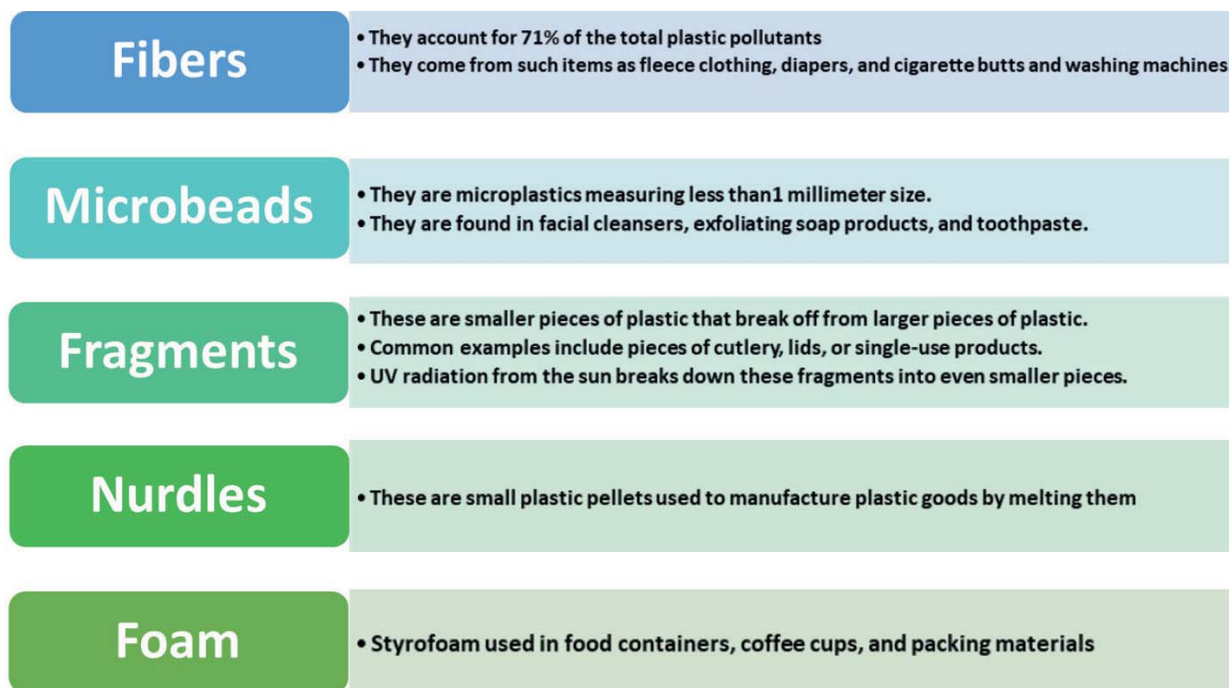 Fibers
• They account for 71% of the total plastic pollutants
• They come from such items as fleece clothing, diapers, and cigarette butts and washing machines
Microbeads
• They are microplastics measuring less than1 millimeter size.
• They are found in facial cleansers, exfoliating soap products, and toothpaste.
Fragments
• These are smaller pieces of plastic that break off from larger pieces of plastic.
• Common examples include pieces of cutlery, lids, or single-use products.
• UV radiation from the sun breaks down these fragments into even smaller pieces.
Nurdles
• These are small plastic pellets used to manufacture plastic goods by melting them
Foam
• Styrofoam used in food containers, coffee cups, and packing materials